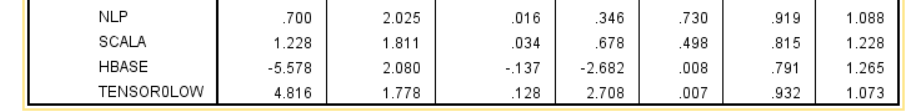 NLP .700 2.025 .016 .346 .730 .919 1.088
SCALA 1.228 1.811 .034 .678 .498 .815 1.228
HBASE -5.578 2.080 -.137 -2.682 .008 .791 1.265
TENSOR0LOW 4.816 1.778 .128 2.708 .007 .932 1.073